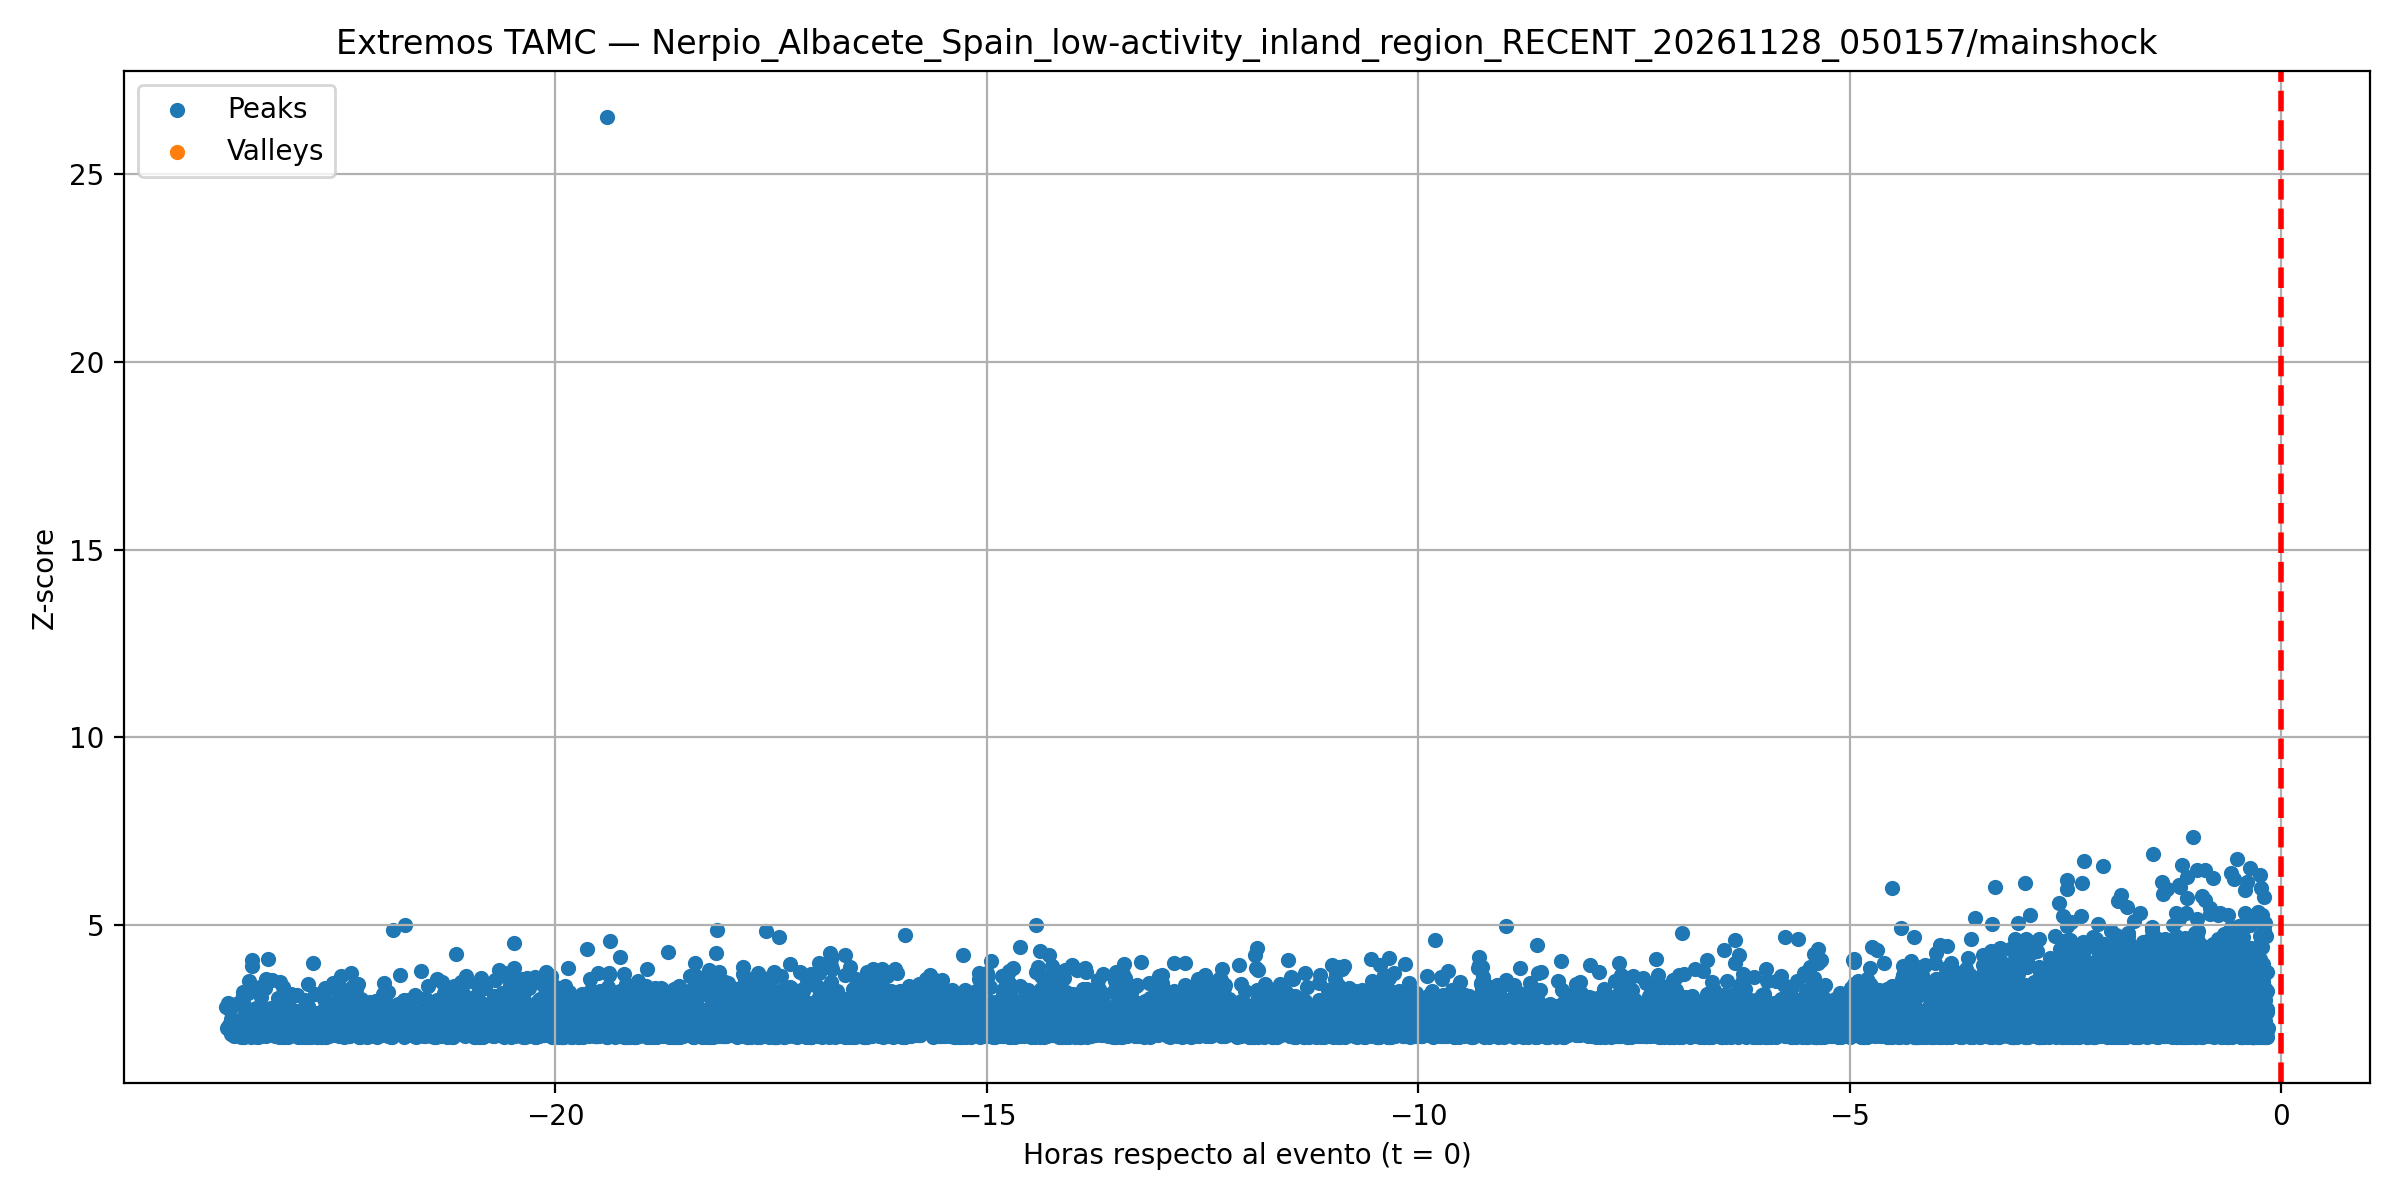 Extremos TAMC — Nerpio_Albacete_Spain_low-activity_inland_region_RECENT_20261128_050157/mainshock
Peaks
Valleys
25
20
15
10
5
Z-score
−20
−15
−10
−5
0
Horas respecto al evento (t = 0)